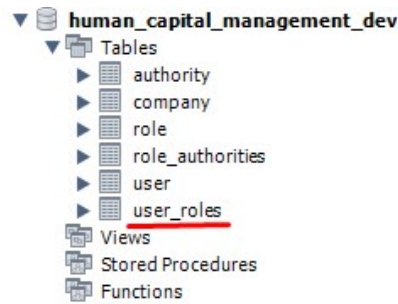 human_capital_management_dev
Tables
authority
company
role
role_authorities
user
user_roles
Views
Stored Procedures
Functions